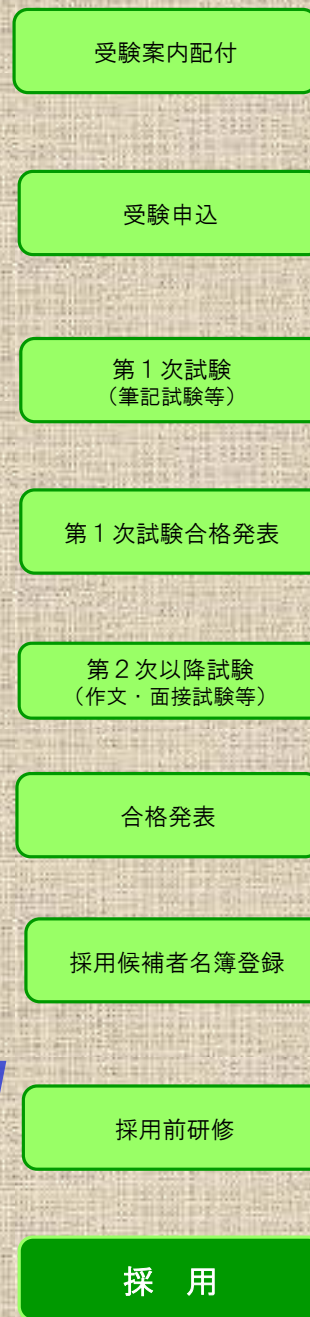 受験案内配付
受験申込
第１次試験
（筆記試験等）
第１次試験合格発表
第２次以降試験
（作文・面接試験等）
合格発表
採用候補者名簿登録
採用前研修
採　用